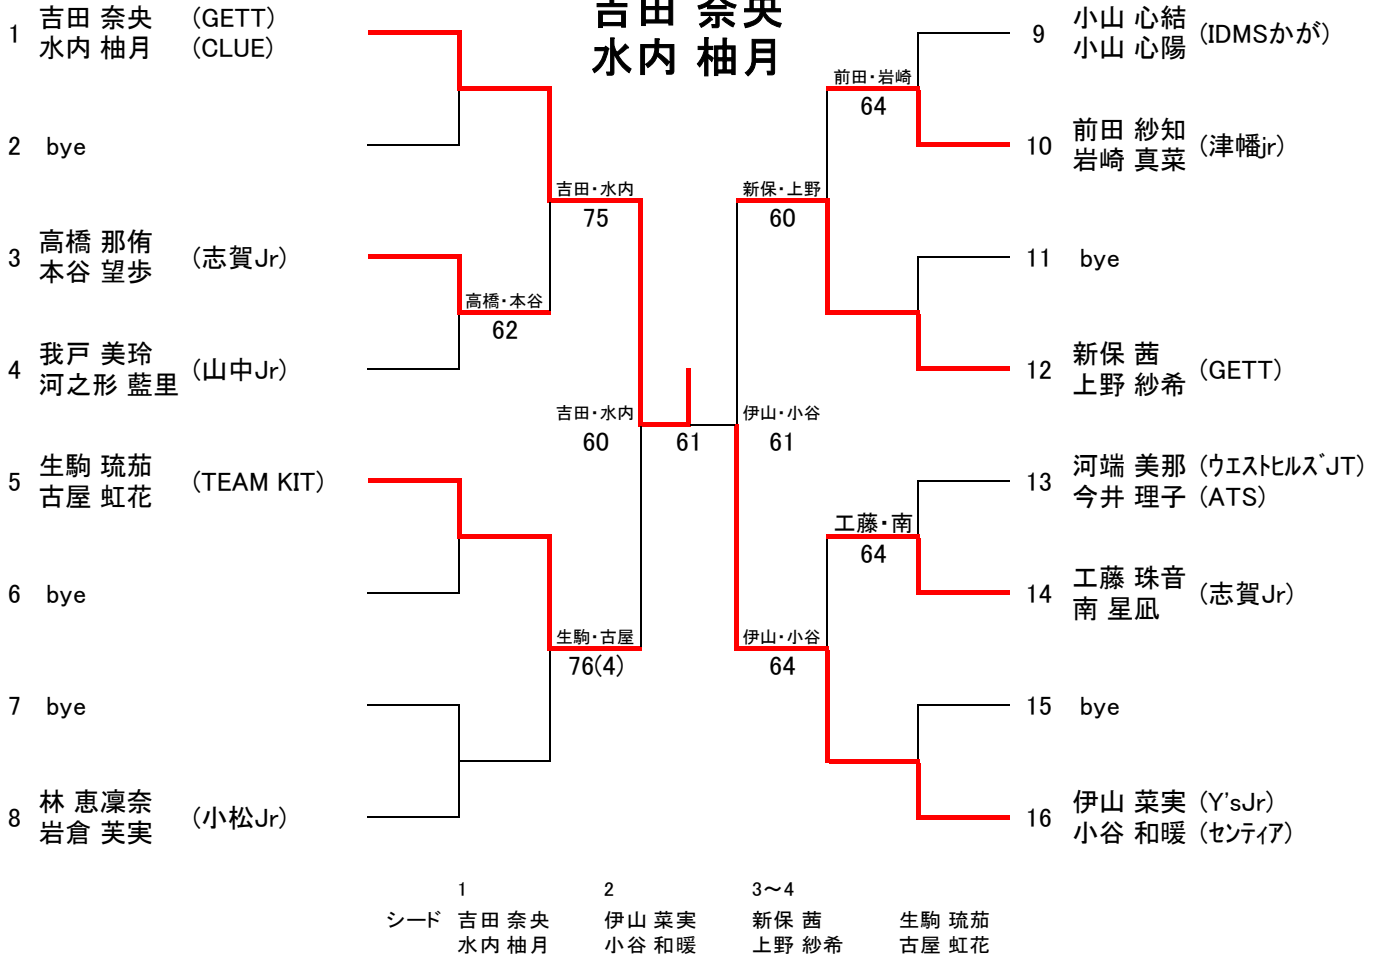 吉田 奈央
水内 柚月
1 吉田 奈央 (GETT)
水内 柚月 (CLUE)
2 bye
3 高橋 那侑 (志賀Jr)
本谷 望歩
4 我戸 美玲 (山中Jr)
河之形 藍里
5 生駒 琉茄 (TEAM KIT)
古屋 虹花
6 bye
7 bye
8 林 恵凜奈 (小松Jr)
岩倉 芙実
高橋・本谷
62
吉田・水内
75
生駒・古屋
76(4)
吉田・水内
60
61
伊山・小谷
61
新保・上野
60
伊山・小谷
64
前田・岩崎
64
工藤・南
64
9 小山 心結 (IDMSかが)
小山 心陽
10 前田 紗知 (津幡jr)
岩崎 真菜
11 bye
12 新保 茜 (GETT)
上野 紗希
13 河端 美那 (ウエストヒルズJT)
今井 理子 (ATS)
14 工藤 珠音 (志賀Jr)
南 星凪
15 bye
16 伊山 菜実 (Y'sJr)
小谷 和暖 (センティア)
1 2 3～4
シード 吉田 奈央 伊山 菜実 新保 茜 生駒 琉茄
水内 柚月 小谷 和暖 上野 紗希 古屋 虹花